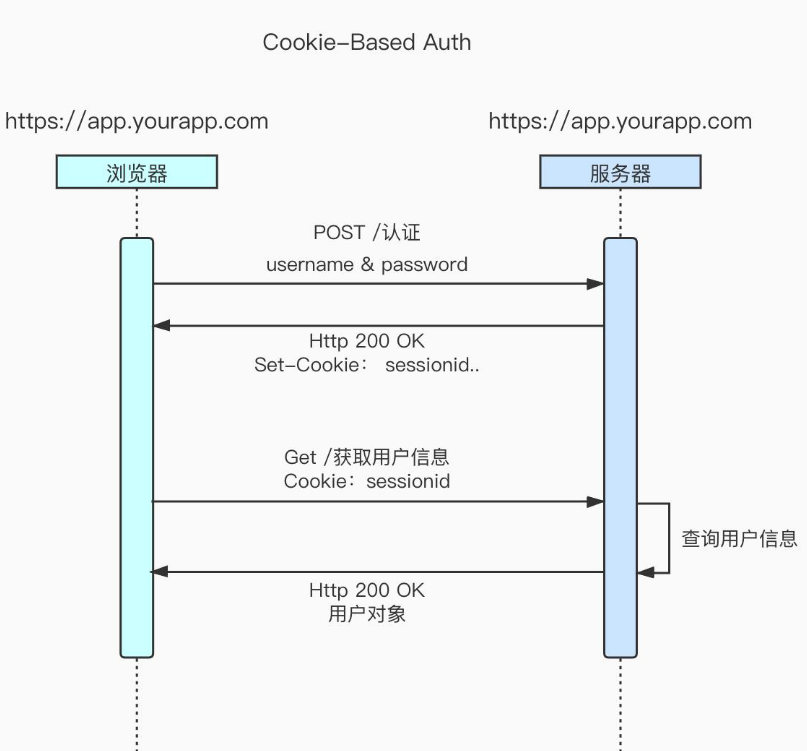 Cookie-Based Auth
https://app.yourapp.com
https://app.yourapp.com
浏览器
服务器
POST /认证
username & password
Http 200 OK
Set-Cookie： sessionid..
Get /获取用户信息
Cookie：sessionid
查询用户信息
Http 200 OK
用户对象